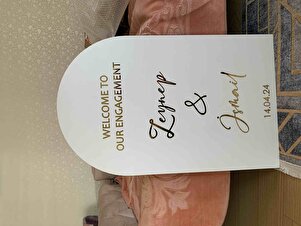 WELCOME TO
OUR ENGAGEMENT
Zeynep
&
İsmail
14.04.24